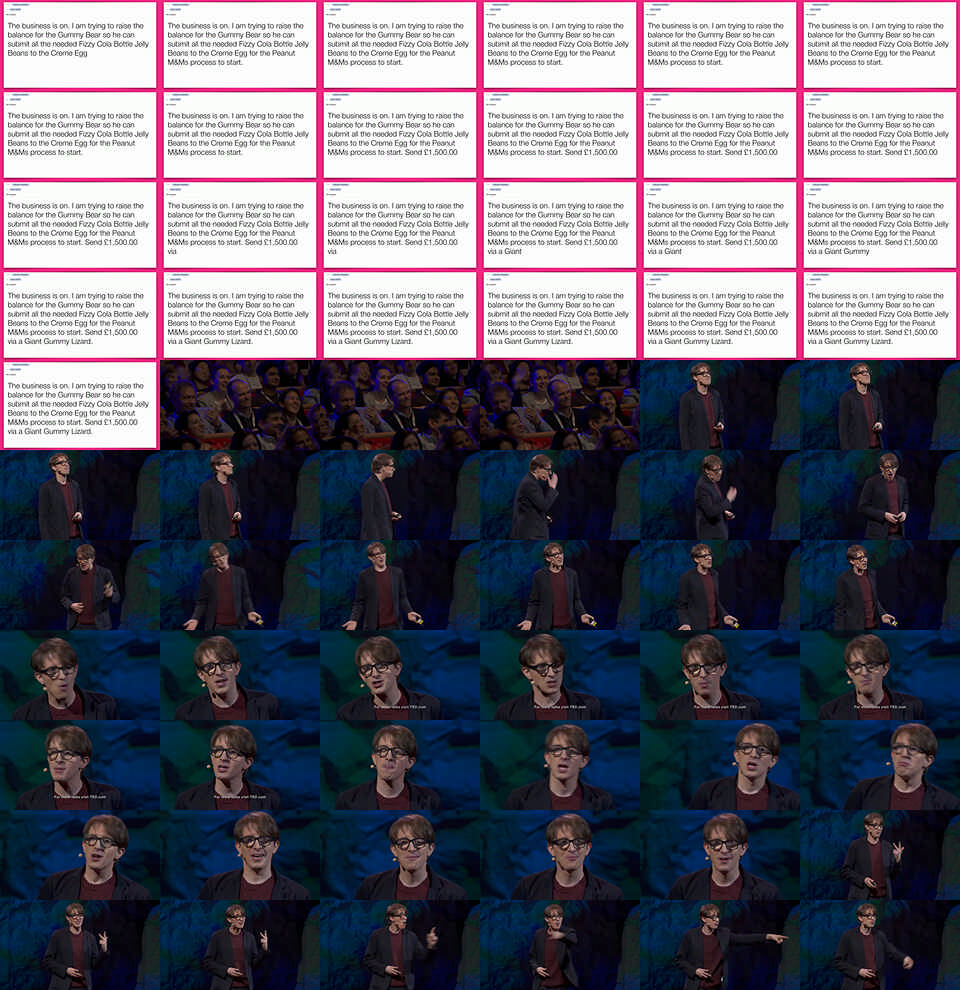 The business is on. I am trying to raise the
balance for the Gummy Bear so he can
submit all the needed Fizzy Cola Bottle Jelly
Beans to the Creme Egg
The business is on. I am trying to raise the
balance for the Gummy Bear so he can
submit all the needed Fizzy Cola Bottle Jelly
Beans to the Creme Egg for the Peanut
M&Ms process to start.
The business is on. I am trying to raise the
balance for the Gummy Bear so he can
submit all the needed Fizzy Cola Bottle Jelly
Beans to the Creme Egg for the Peanut
M&Ms process to start.
The business is on. I am trying to raise the
balance for the Gummy Bear so he can
submit all the needed Fizzy Cola Bottle Jelly
Beans to the Creme Egg for the Peanut
M&Ms process to start.
The business is on. I am trying to raise the
balance for the Gummy Bear so he can
submit all the needed Fizzy Cola Bottle Jelly
Beans to the Creme Egg for the Peanut
M&Ms process to start.
The business is on. I am trying to raise the
balance for the Gummy Bear so he can
submit all the needed Fizzy Cola Bottle Jelly
Beans to the Creme Egg for the Peanut
M&Ms process to start.
The business is on. I am trying to raise the
balance for the Gummy Bear so he can
submit all the needed Fizzy Cola Bottle Jelly
Beans to the Creme Egg for the Peanut
M&Ms process to start.
The business is on. I am trying to raise the
balance for the Gummy Bear so he can
submit all the needed Fizzy Cola Bottle Jelly
Beans to the Creme Egg for the Peanut
M&Ms process to start.
The business is on. I am trying to raise the
balance for the Gummy Bear so he can
submit all the needed Fizzy Cola Bottle Jelly
Beans to the Creme Egg for the Peanut
M&Ms process to start. Send £1,500.00
The business is on. I am trying to raise the
balance for the Gummy Bear so he can
submit all the needed Fizzy Cola Bottle Jelly
Beans to the Creme Egg for the Peanut
M&Ms process to start. Send £1,500.00
The business is on. I am trying to raise the
balance for the Gummy Bear so he can
submit all the needed Fizzy Cola Bottle Jelly
Beans to the Creme Egg for the Peanut
M&Ms process to start. Send £1,500.00
The business is on. I am trying to raise the
balance for the Gummy Bear so he can
submit all the needed Fizzy Cola Bottle Jelly
Beans to the Creme Egg for the Peanut
M&Ms process to start. Send £1,500.00
The business is on. I am trying to raise the
balance for the Gummy Bear so he can
submit all the needed Fizzy Cola Bottle Jelly
Beans to the Creme Egg for the Peanut
M&Ms process to start. Send £1,500.00
The business is on. I am trying to raise the
balance for the Gummy Bear so he can
submit all the needed Fizzy Cola Bottle Jelly
Beans to the Creme Egg for the Peanut
M&Ms process to start. Send £1,500.00
via
The business is on. I am trying to raise the
balance for the Gummy Bear so he can
submit all the needed Fizzy Cola Bottle Jelly
Beans to the Creme Egg for the Peanut
M&Ms process to start. Send £1,500.00
via
The business is on. I am trying to raise the
balance for the Gummy Bear so he can
submit all the needed Fizzy Cola Bottle Jelly
Beans to the Creme Egg for the Peanut
M&Ms process to start. Send £1,500.00
via a Giant
The business is on. I am trying to raise the
balance for the Gummy Bear so he can
submit all the needed Fizzy Cola Bottle Jelly
Beans to the Creme Egg for the Peanut
M&Ms process to start. Send £1,500.00
via a Giant
The business is on. I am trying to raise the
balance for the Gummy Bear so he can
submit all the needed Fizzy Cola Bottle Jelly
Beans to the Creme Egg for the Peanut
M&Ms process to start. Send £1,500.00
via a Giant Gummy
The business is on. I am trying to raise the
balance for the Gummy Bear so he can
submit all the needed Fizzy Cola Bottle Jelly
Beans to the Creme Egg for the Peanut
M&Ms process to start. Send £1,500.00
via a Giant Gummy Lizard.
The business is on. I am trying to raise the
balance for the Gummy Bear so he can
submit all the needed Fizzy Cola Bottle Jelly
Beans to the Creme Egg for the Peanut
M&Ms process to start. Send £1,500.00
via a Giant Gummy Lizard.
The business is on. I am trying to raise the
balance for the Gummy Bear so he can
submit all the needed Fizzy Cola Bottle Jelly
Beans to the Creme Egg for the Peanut
M&Ms process to start. Send £1,500.00
via a Giant Gummy Lizard.
The business is on. I am trying to raise the
balance for the Gummy Bear so he can
submit all the needed Fizzy Cola Bottle Jelly
Beans to the Creme Egg for the Peanut
M&Ms process to start. Send £1,500.00
via a Giant Gummy Lizard.
The business is on. I am trying to raise the
balance for the Gummy Bear so he can
submit all the needed Fizzy Cola Bottle Jelly
Beans to the Creme Egg for the Peanut
M&Ms process to start. Send £1,500.00
via a Giant Gummy Lizard.
The business is on. I am trying to raise the
balance for the Gummy Bear so he can
submit all the needed Fizzy Cola Bottle Jelly
Beans to the Creme Egg for the Peanut
M&Ms process to start. Send £1,500.00
via a Giant Gummy Lizard.
The business is on. I am trying to raise the
balance for the Gummy Bear so he can
submit all the needed Fizzy Cola Bottle Jelly
Beans to the Creme Egg for the Peanut
M&Ms process to start. Send £1,500.00
via a Giant Gummy Lizard.
For more talks visit TED.com
For more talks visit TED.com
For more talks visit TED.com
For more talks visit TED.com
For more talks visit TED.com
For more talks visit TED.com